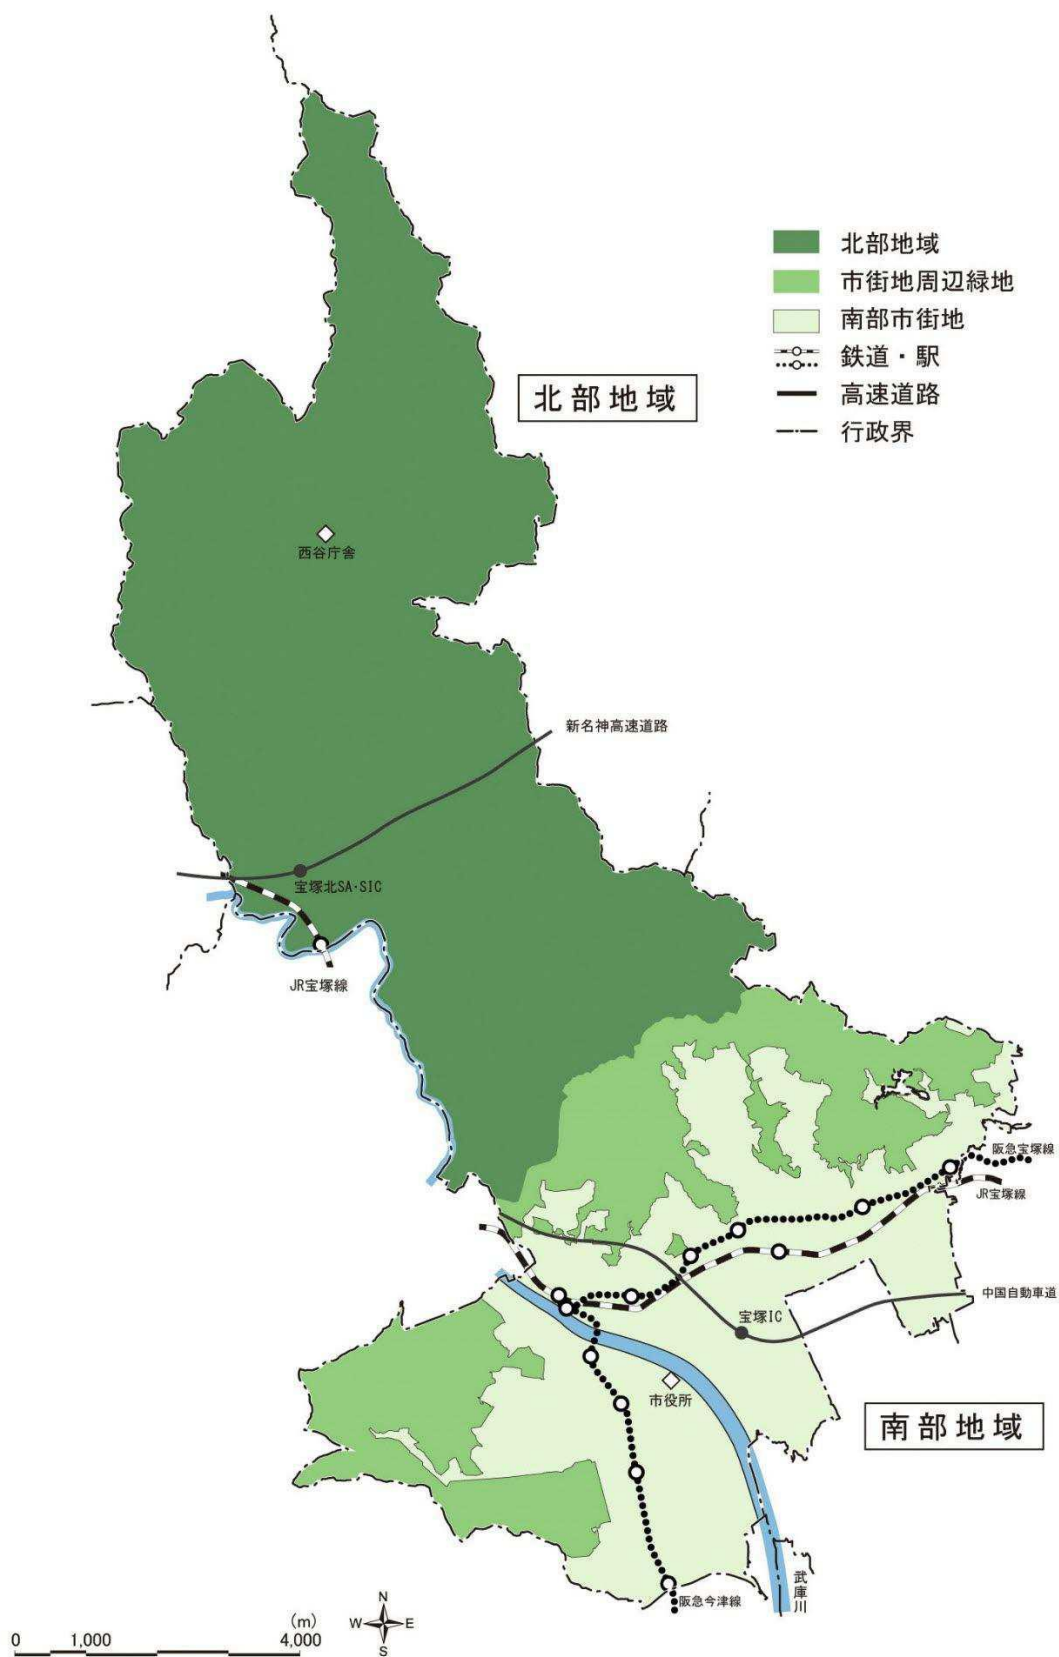 北部地域
市街地周辺緑地
南部市街地
鉄道・駅
高速道路
行政界
北部地域
西谷庁舎
新名神高速道路
宝塚北SA・SIC
JR宝塚線
阪急宝塚線
JR宝塚線
中国自動車道
宝塚IC
市役所
南部地域
武庫川
阪急今津線
N
W E
S
(m)
0 1,000 4,000